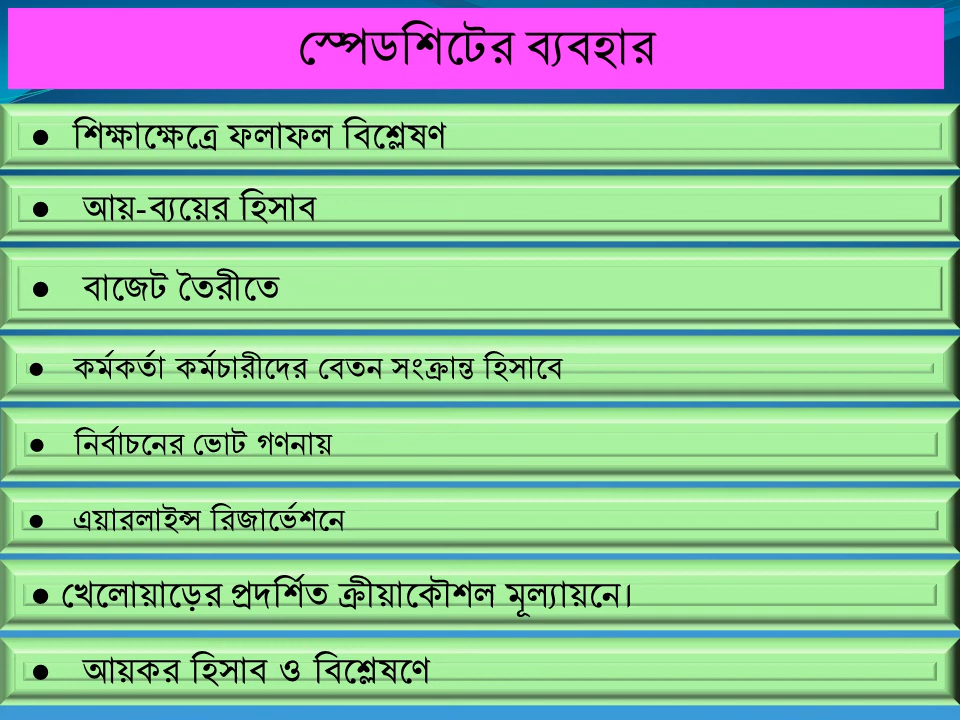 স্পেডশিটের ব্যবহার
● শিক্ষাক্ষেত্রে ফলাফল বিশ্লেষণ
● আয়-ব্যয়ের হিসাব
● বাজেট তৈরীতে
● কর্মকর্তা কর্মচারীদের বেতন সংক্রান্ত হিসাবে
● নির্বাচনের ভোট গণনায়
● এয়ারলাইন্স রিজার্ভেশনে
● খেলোয়াড়ের প্রদর্শিত ক্রীয়াকৌশল মূল্যায়নে।
● আয়কর হিসাব ও বিশ্লেষণে